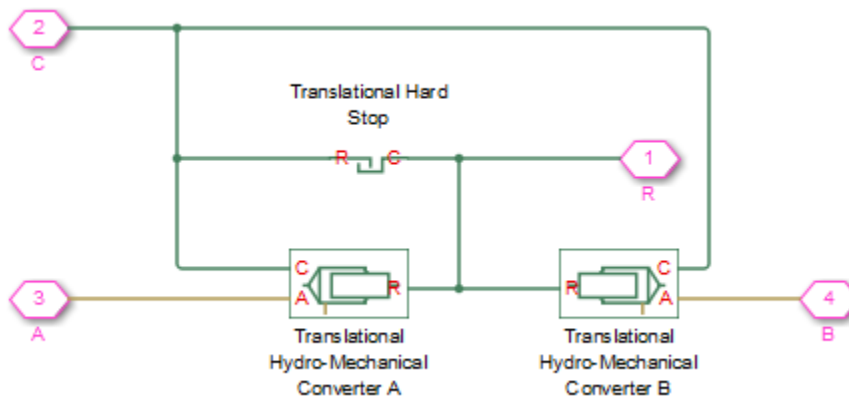 2
C
Translational Hard
Stop
R C
1
R
C
A
R
R
C
A
3
A
4
B
Translational
Hydro-Mechanical
Converter A
Translational
Hydro-Mechanical
Converter B